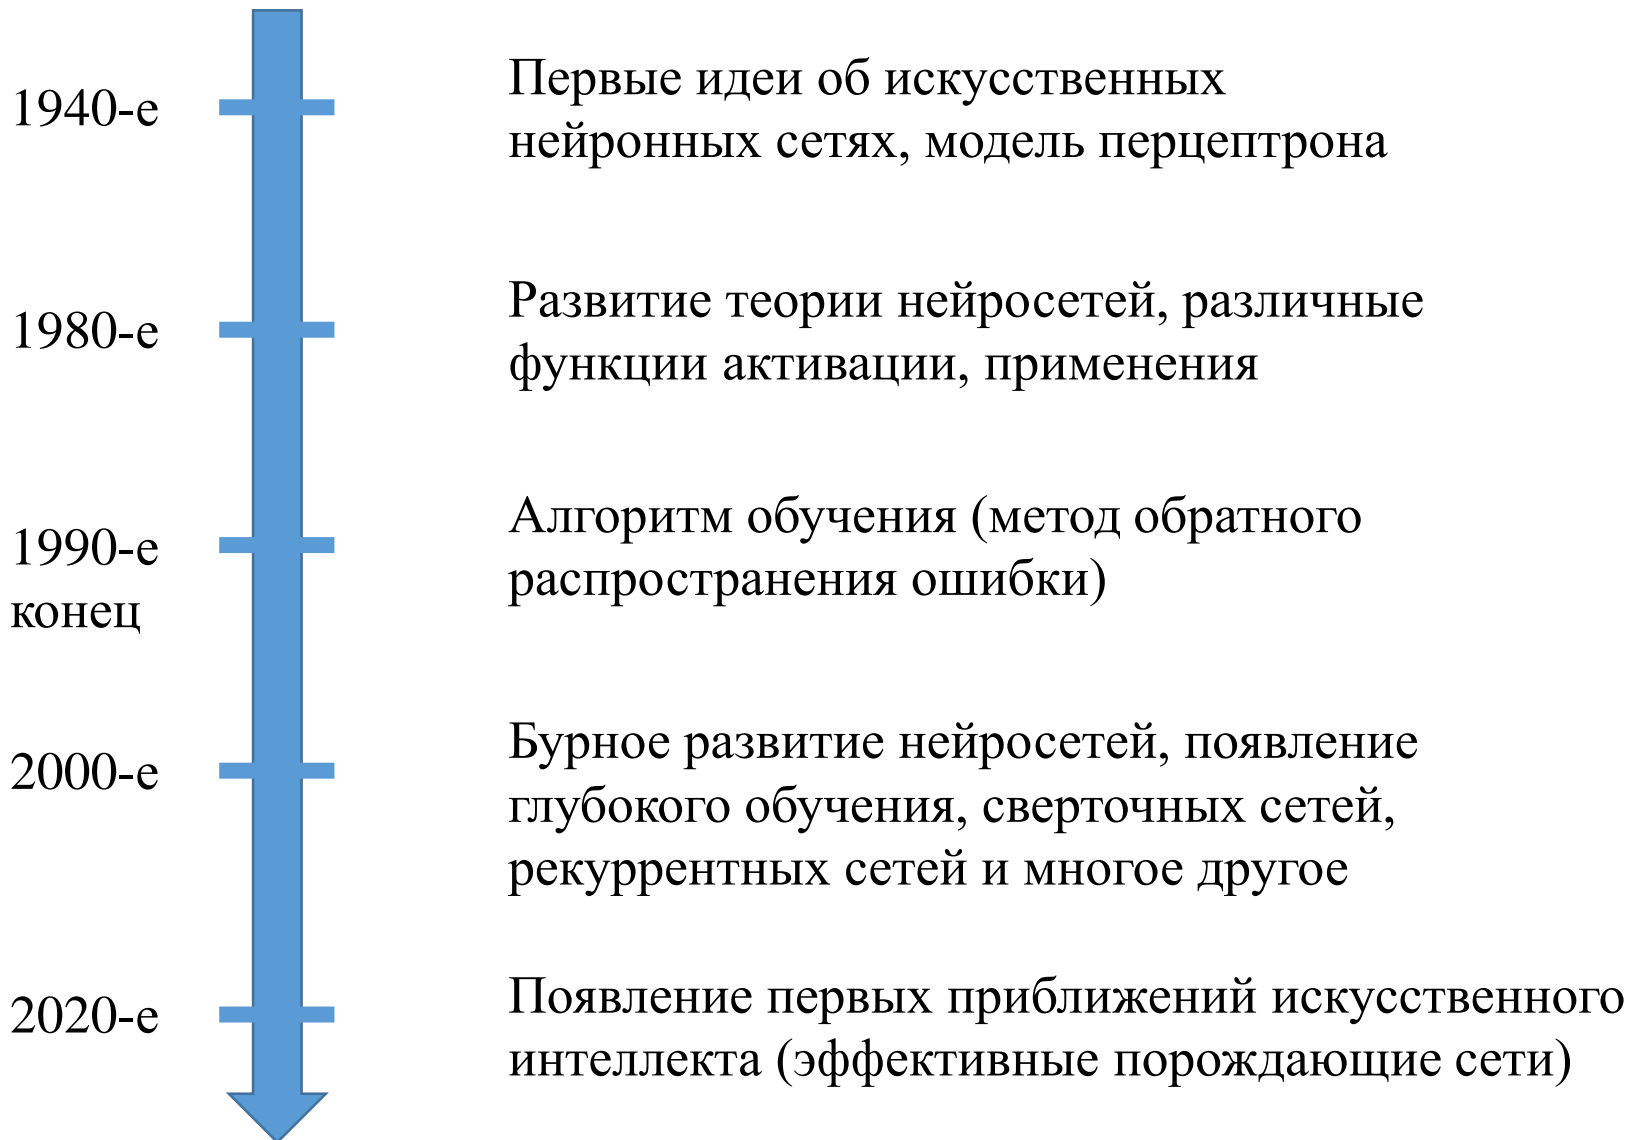 1940-е
Первые идеи об искусственных
нейронных сетях, модель перцептрона
1980-е
Развитие теории нейросетей, различные
функции активации, применения
1990-е
конец
Алгоритм обучения (метод обратного
распространения ошибки)
2000-е
Бурное развитие нейросетей, появление
глубокого обучения, сверточных сетей,
рекуррентных сетей и многое другое
2020-е
Появление первых приближений искусственного
интеллекта (эффективные порождающие сети)